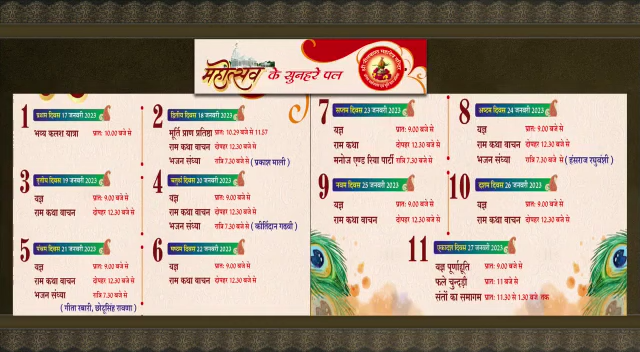 महोत्सव के सुनहरे पल
1 प्रथम दिवस 17 जनवरी 2023
भव्य कलश यात्रा प्रात: 10.00 बजे से
2 द्वितीय दिवस 18 जनवरी 2023
मूर्ति प्राण प्रतिष्ठा प्रात: 10.29 बजे से 11.57
राम कथा वाचन दोपहर 12.30 बजे से
भजन संध्या रात्रि 7.30 बजे से ( प्रकाश माली )
3 तृतीय दिवस 19 जनवरी 2023
यज्ञ प्रात: 9.00 बजे से
राम कथा वाचन दोपहर 12.30 बजे से
4 चतुर्थ दिवस 20 जनवरी 2023
यज्ञ प्रात: 9.00 बजे से
राम कथा वाचन दोपहर 12.30 बजे से
भजन संध्या रात्रि 7.30 बजे से ( कीर्तिदान गढवी )
5 पंचम दिवस 21 जनवरी 2023
यज्ञ प्रात: 9.00 बजे से
राम कथा वाचन दोपहर 12.30 बजे से
भजन संध्या रात्रि 7.30 बजे से
( गीता रबारी, छोटूसिंह रावणा )
6 षष्ठम दिवस 22 जनवरी 2023
यज्ञ प्रात: 9.00 बजे से
राम कथा वाचन दोपहर 12.30 बजे से
7 सप्तम दिवस 23 जनवरी 2023
यज्ञ प्रात: 9.00 बजे से
राम कथा दोपहर 12.30 बजे से
मनोज एण्ड रिया पार्टी रात्रि 7.30 बजे से
8 अष्टम दिवस 24 जनवरी 2023
यज्ञ प्रात: 9.00 बजे से
राम कथा वाचन दोपहर 12.30 बजे से
भजन संध्या रात्रि 7.30 बजे से ( हंसराज रघुवंशी )
9 नवम दिवस 25 जनवरी 2023
यज्ञ प्रात: 9.00 बजे से
राम कथा वाचन दोपहर 12.30 बजे से
10 दशम दिवस 26 जनवरी 2023
यज्ञ प्रात: 9.00 बजे से
राम कथा वाचन दोपहर 12.30 बजे से
11 एकादश दिवस 27 जनवरी 2023
यज्ञ पूर्णाहूति प्रात: 9.00 बजे से
फले चुन्दड़ी प्रात: 11 बजे से
संतों का समागम प्रात: 11.30 से 1.30 बजे तक